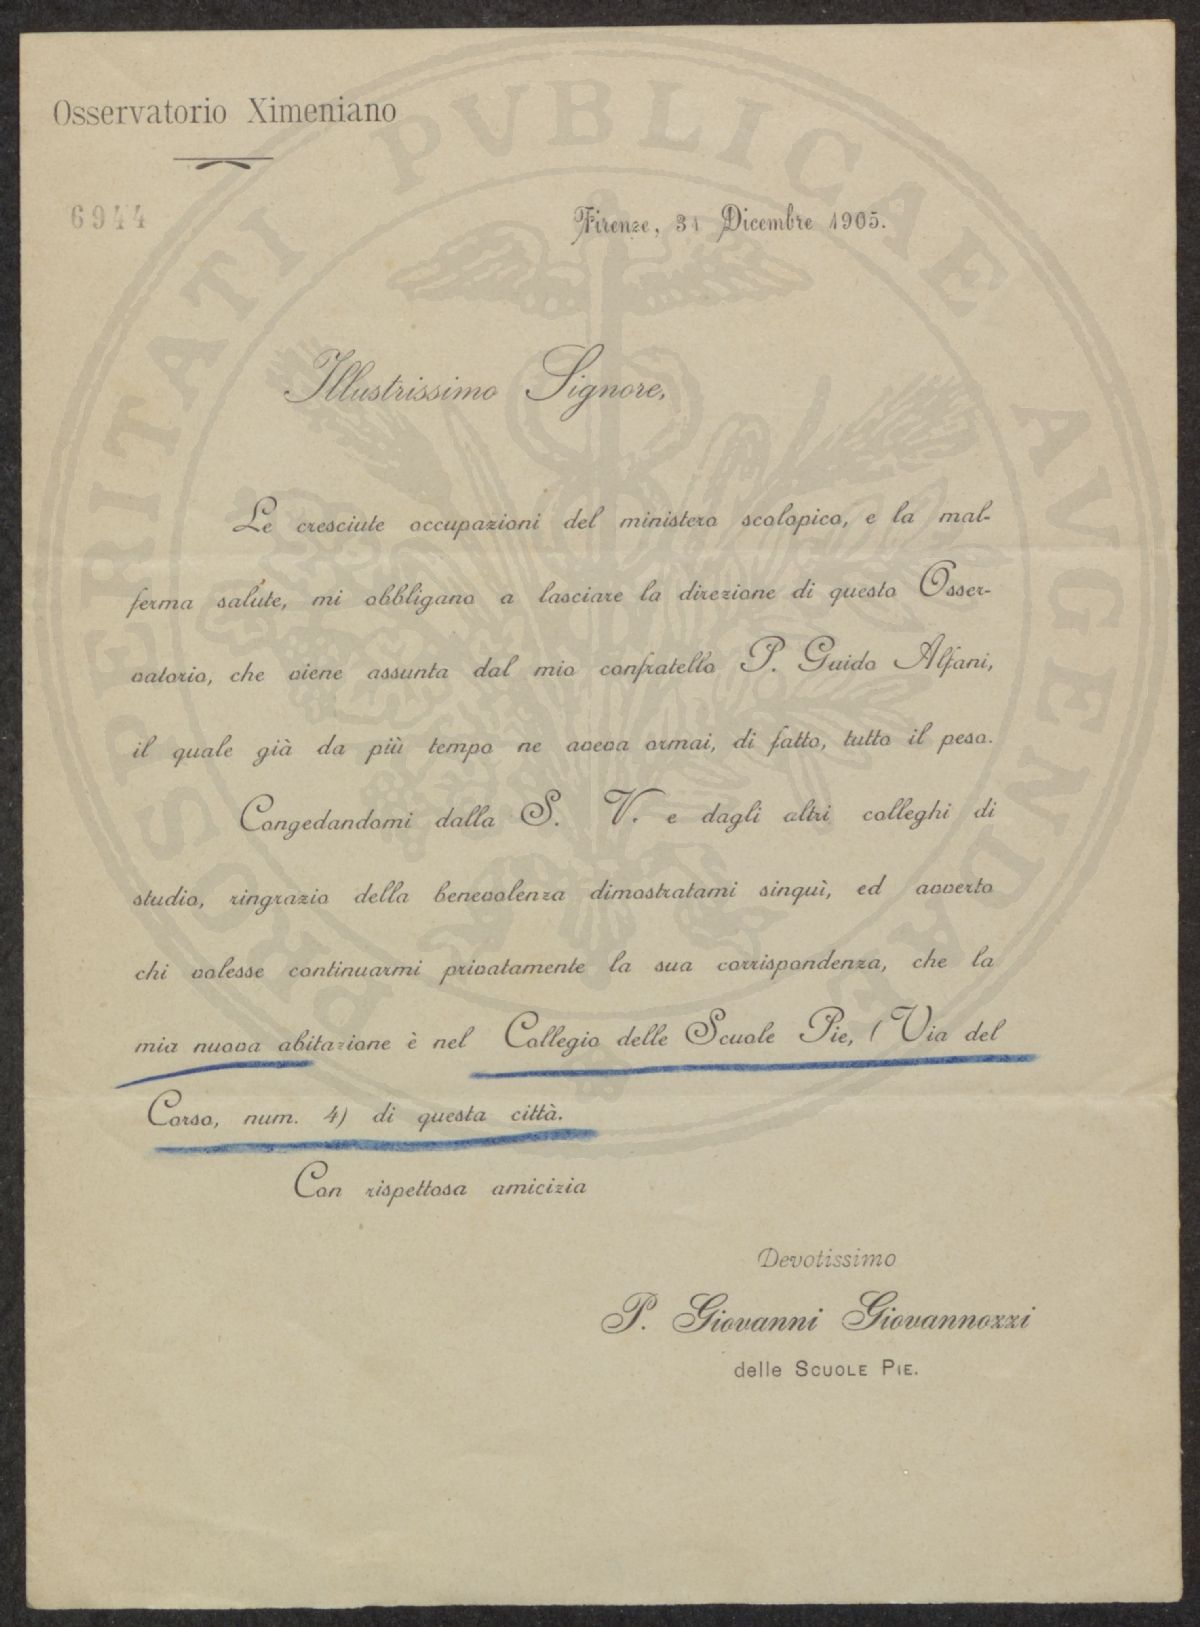 Osservatorio Ximeniano
6944
Firenze, 31 Dicembre 1905.
Illustrissimo Signore,
Le cresciute occupazioni del ministero scolopico, e la mal-
ferma salute, mi obbligano a lasciare la direzione di questo Osser-
vatorio, che viene assunta dal mio confratello P. Guido Alfani,
il quale già da più tempo ne aveva ormai, di fatto, tutto il peso.
Congedandomi dalla S. V. e dagli altri colleghi di
studio, ringrazio della benevolenza dimostratami sinquì, ed avverto
chi volesse continuarmi privatamente la sua corrispondenza, che la
mia nuova abitazione è nel Collegio delle Scuole Pie, (Via del
Corso, num. 4) di questa città.
Con rispettosa amicizia
Devotissimo
P. Giovanni Giovannozzi
delle SCUOLE PIE.
PROSPERITATI PVBLICAE AVGENDAE